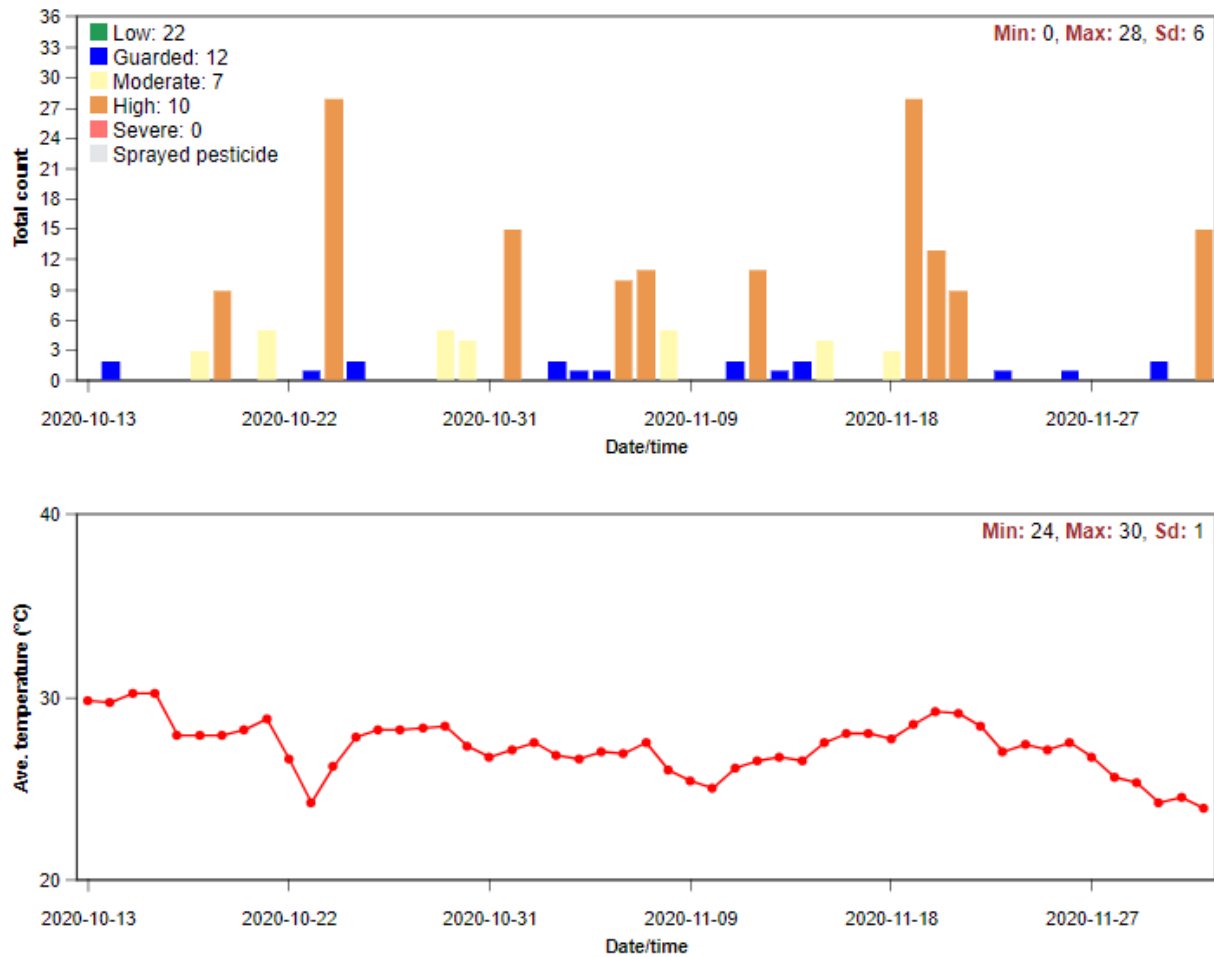 36
33
30
27
24
21
18
15
12
9
6
3
0
Total count
Low: 22
Guarded: 12
Moderate: 7
High: 10
Severe: 0
Sprayed pesticide
Min: 0, Max: 28, Sd: 6
2020-10-13 2020-10-22 2020-10-31 2020-11-09 2020-11-18 2020-11-27
Date/time
40
30
20
Ave. temperature (°C)
Min: 24, Max: 30, Sd: 1
2020-10-13 2020-10-22 2020-10-31 2020-11-09 2020-11-18 2020-11-27
Date/time